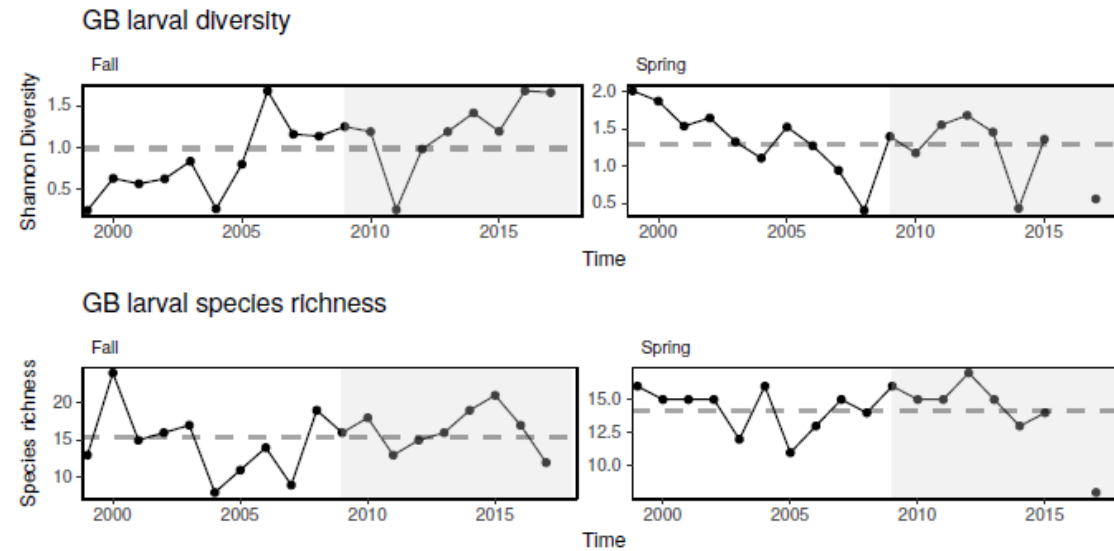 GB larval diversity
Fall
Spring
Shannon Diversity
1.5
1.0
0.5
2.0
1.5
1.0
0.5
2000 2005 2010 2015
2000 2005 2010 2015
Time
GB larval species richness
Fall
Spring
Species richness
20
15
10
15.0
12.5
10.0
2000 2005 2010 2015
2000 2005 2010 2015
Time